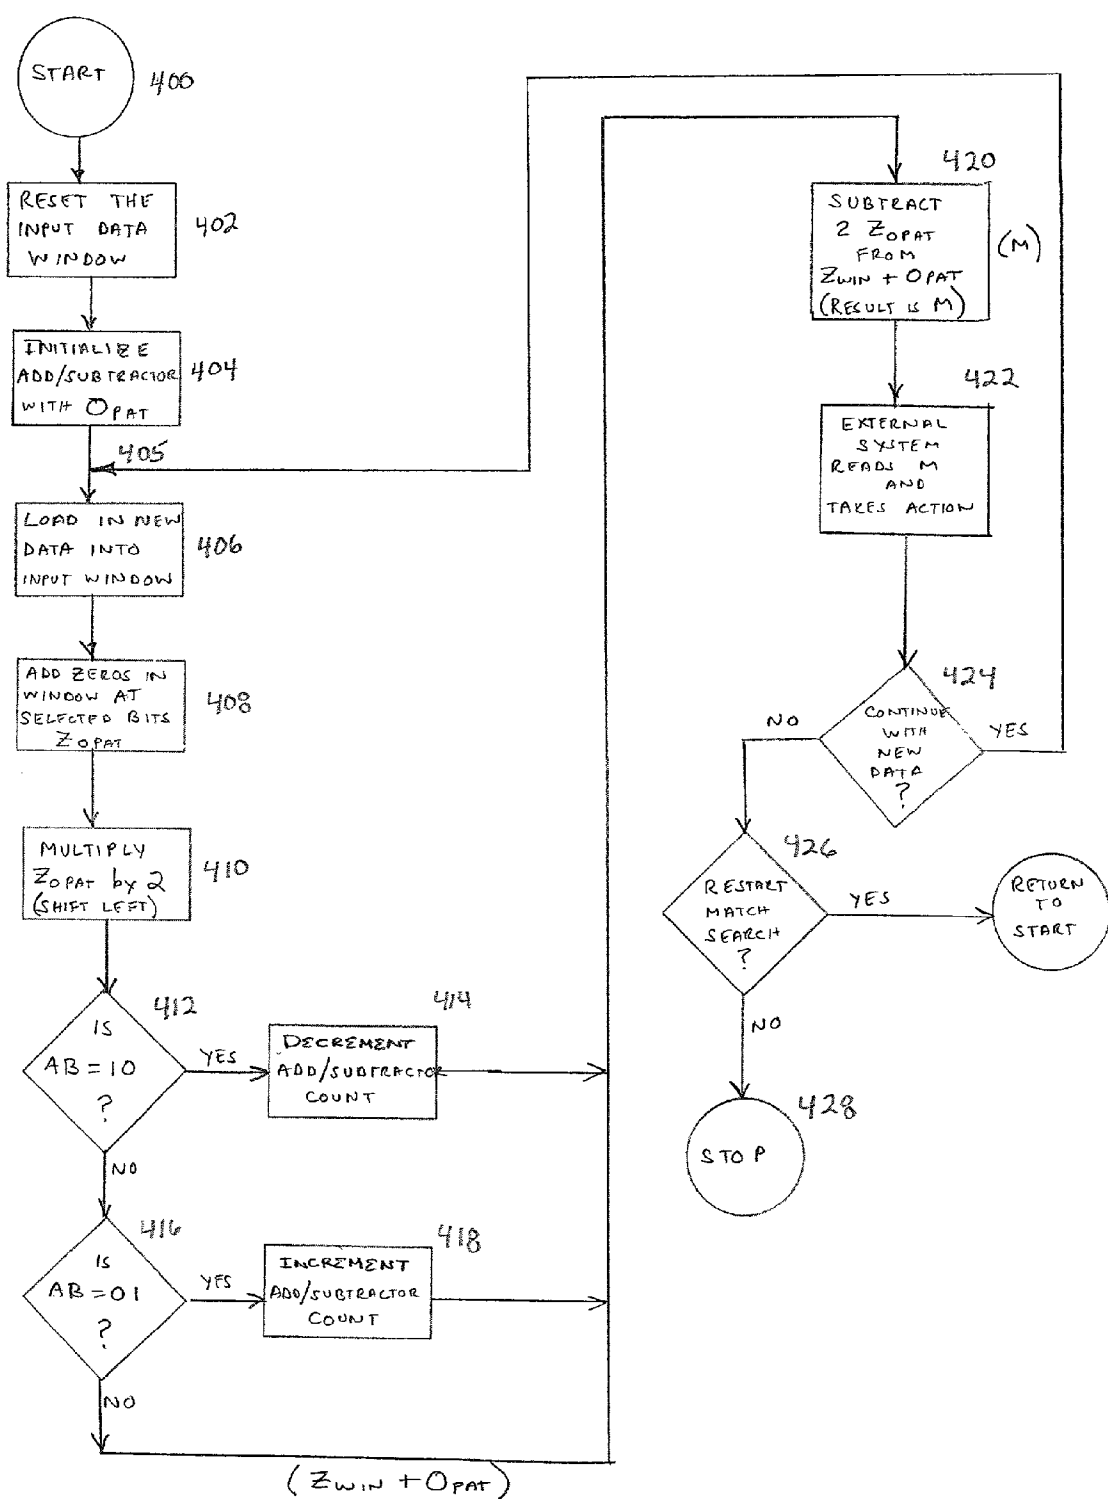 START
400
RESET THE
INPUT DATA
WINDOW
402
INITIALIZE
ADD/SUBTRACTOR
WITH OPAT
404
405
LOAD IN NEW
DATA INTO
INPUT WINDOW
406
ADD ZEROS IN
WINDOW AT
SELECTED BITS
ZOPAT
408
MULTIPLY
ZOPAT by 2
(SHIFT LEFT)
410
412
IS
AB = 10
?
YES
NO
414
DECREMENT
ADD/SUBTRACTOR
COUNT
416
IS
AB = 01
?
YES
NO
418
INCREMENT
ADD/SUBTRACTOR
COUNT
(ZWIN + OPAT)
420
SUBTRACT
2 ZOPAT
FROM
ZWIN + OPAT
(RESULT IS M)
(M)
422
EXTERNAL
SYSTEM
READS M
AND
TAKES ACTION
424
CONTINUE
WITH
NEW
DATA
?
NO
YES
426
RESTART
MATCH
SEARCH
?
YES
NO
RETURN
TO
START
428
STOP